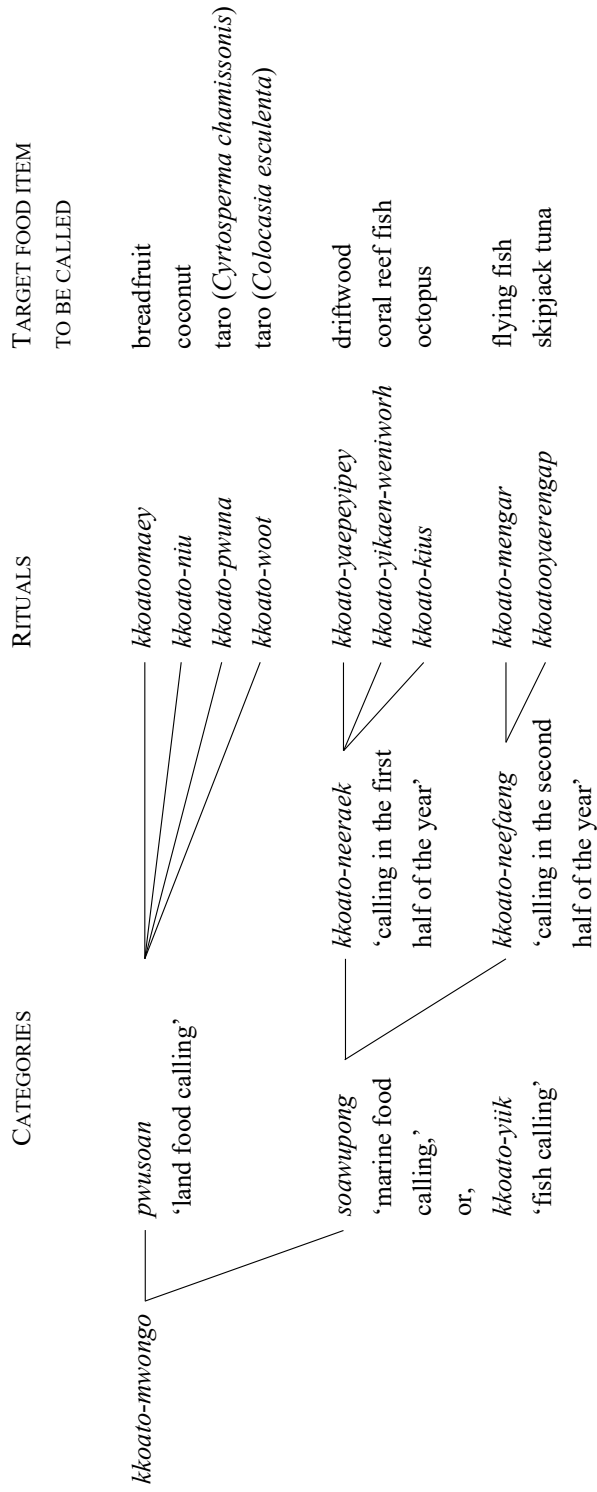 CATEGORIES
RITUALS
TARGET FOOD ITEM
TO BE CALLED
kkoato-mwongo
pwusoan
‘land food calling’
kkoatoomaey
breadfruit
kkoato-niu
coconut
kkoato-pwuna
taro (Cyrtosperma chamissonis)
kkoato-woot
taro (Colocasia esculenta)
soawupong
‘marine food
calling,’
or,
kkoato-yiik
‘fish calling’
kkoato-neeraek
‘calling in the first
half of the year’
kkoato-yaepeyipey
driftwood
kkoato-yikaen-weniworh
coral reef fish
kkoato-kius
octopus
kkoato-neefaeng
‘calling in the second
half of the year’
kkoato-mengar
flying fish
kkoatooyaerengap
skipjack tuna